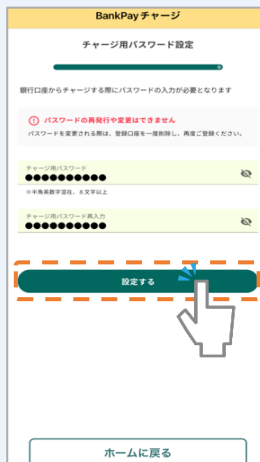 BankPayチャージ
チャージ用パスワード設定
銀行口座からチャージする際にパスワードの入力が必要となります
パスワードの再発行や変更はできません
パスワードを変更される際は、登録口座を一度削除し、再度ご登録ください。
チャージ用パスワード
●●●●●●●●●●
※半角英数字混在、8文字以上
チャージ用パスワード再入力
●●●●●●●●●●
設定する
ホームに戻る